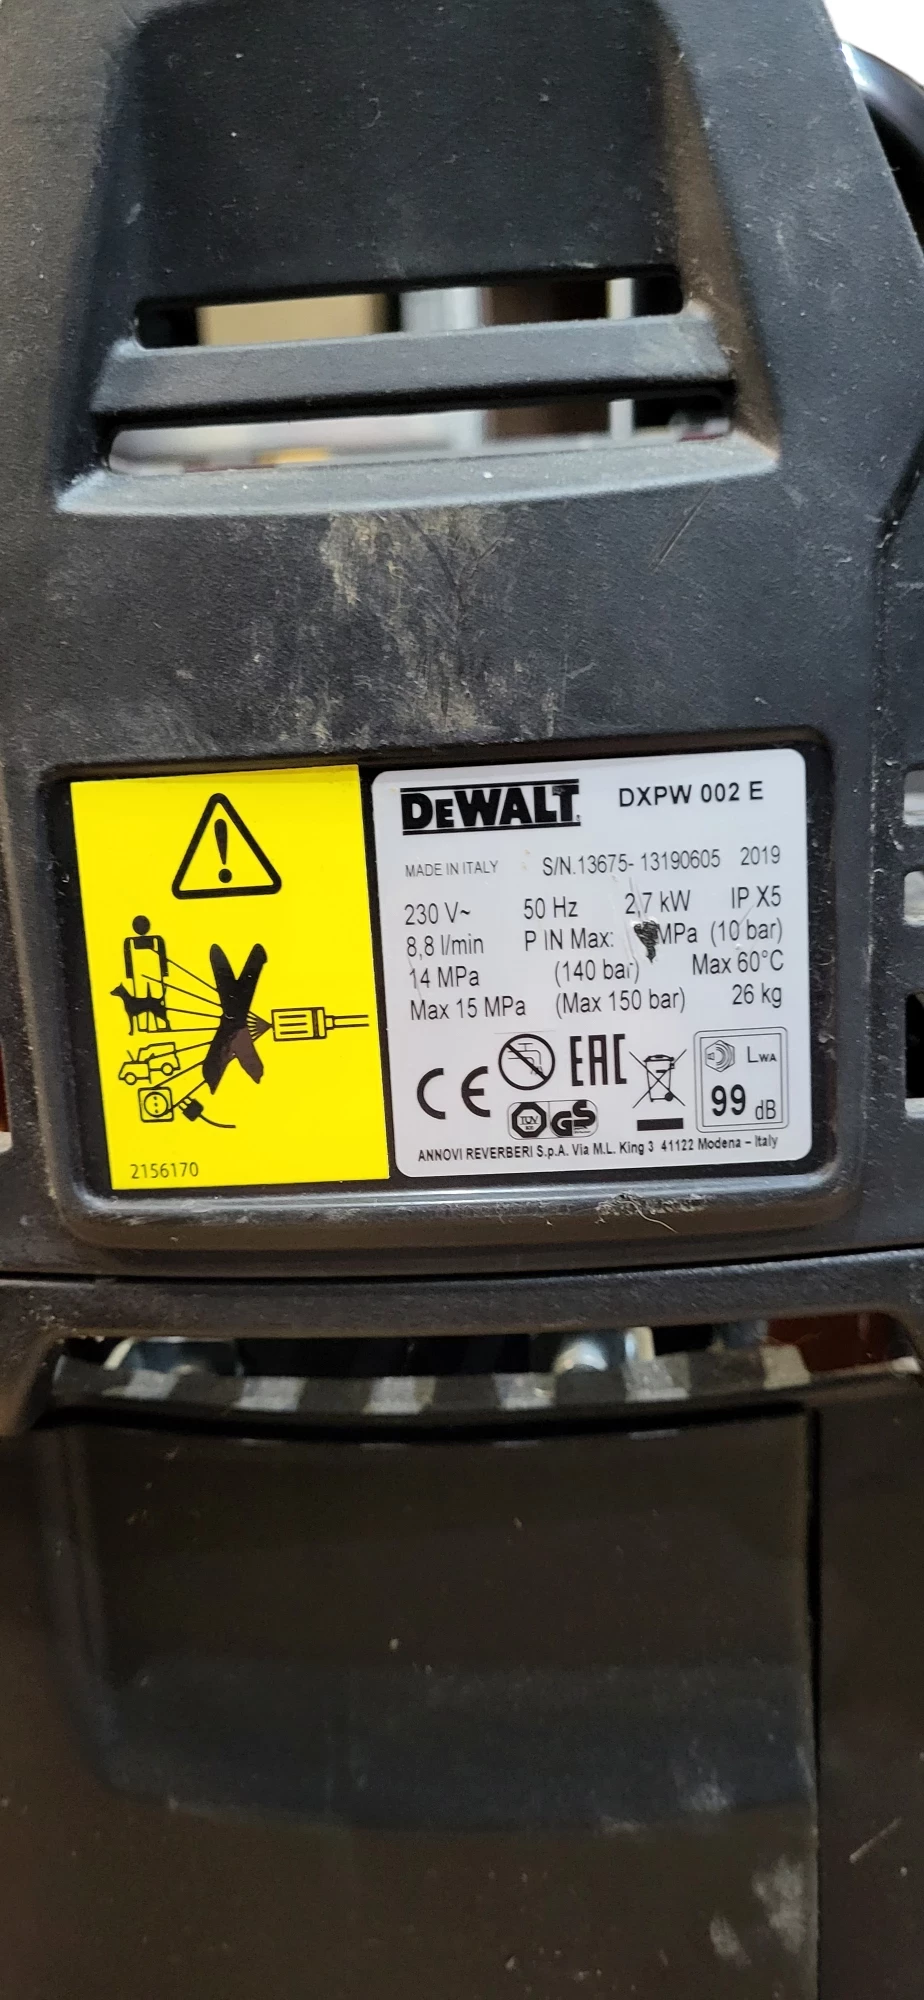 DEWALT
DXPW 002 E
MADE IN ITALY S/N.13675- 13190605 2019
230 V~ 50 Hz 2,7 kW IP X5
8,8 l/min P IN Max: MPa (10 bar)
14 MPa (140 bar) Max 60°C
Max 15 MPa (Max 150 bar) 26 kg
CE EAC LWA
99 dB
TÜV GS
ANNOVI REVERBERI S.p.A. Via M.L. King 3 41122 Modena – Italy
2156170